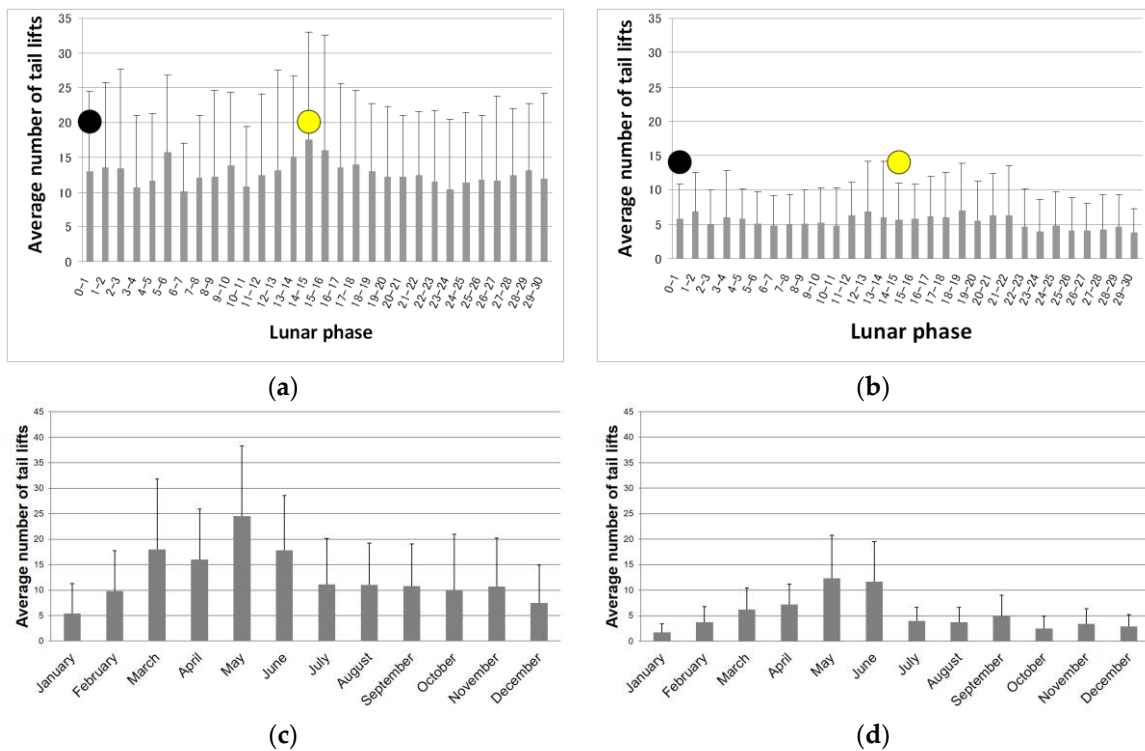 (a)
Average number of tail lifts
35
30
25
20
15
10
5
0
0–1
1–2
2–3
3–4
4–5
5–6
6–7
7–8
8–9
9–10
10–11
11–12
12–13
13–14
14–15
15–16
16–17
17–18
18–19
19–20
20–21
21–22
22–23
23–24
24–25
25–26
26–27
27–28
28–29
29–30
Lunar phase
(a)
Average number of tail lifts
35
30
25
20
15
10
5
0
0–1
1–2
2–3
3–4
4–5
5–6
6–7
7–8
8–9
9–10
10–11
11–12
12–13
13–14
14–15
15–16
16–17
17–18
18–19
19–20
20–21
21–22
22–23
23–24
24–25
25–26
26–27
27–28
28–29
29–30
Lunar phase
(b)
Average number of tail lifts
45
40
35
30
25
20
15
10
5
0
January
February
March
April
May
June
July
August
September
October
November
December
(c)
Average number of tail lifts
45
40
35
30
25
20
15
10
5
0
January
February
March
April
May
June
July
August
September
October
November
December
(d)